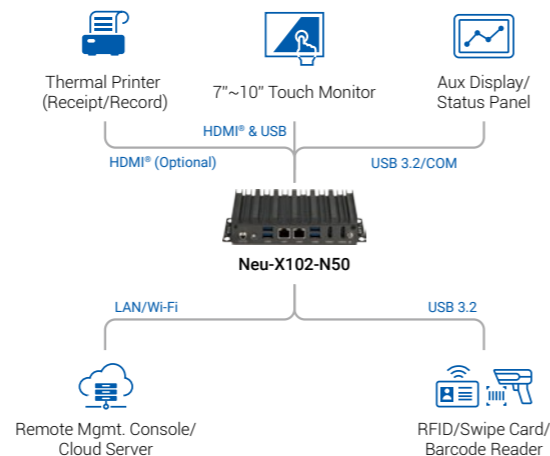 Thermal Printer
(Receipt/Record)
7"~10" Touch Monitor
Aux Display/
Status Panel
HDMI® & USB
HDMI® (Optional)
USB 3.2/COM
Neu-X102-N50
LAN/Wi-Fi
USB 3.2
Remote Mgmt. Console/
Cloud Server
RFID/Swipe Card/
Barcode Reader